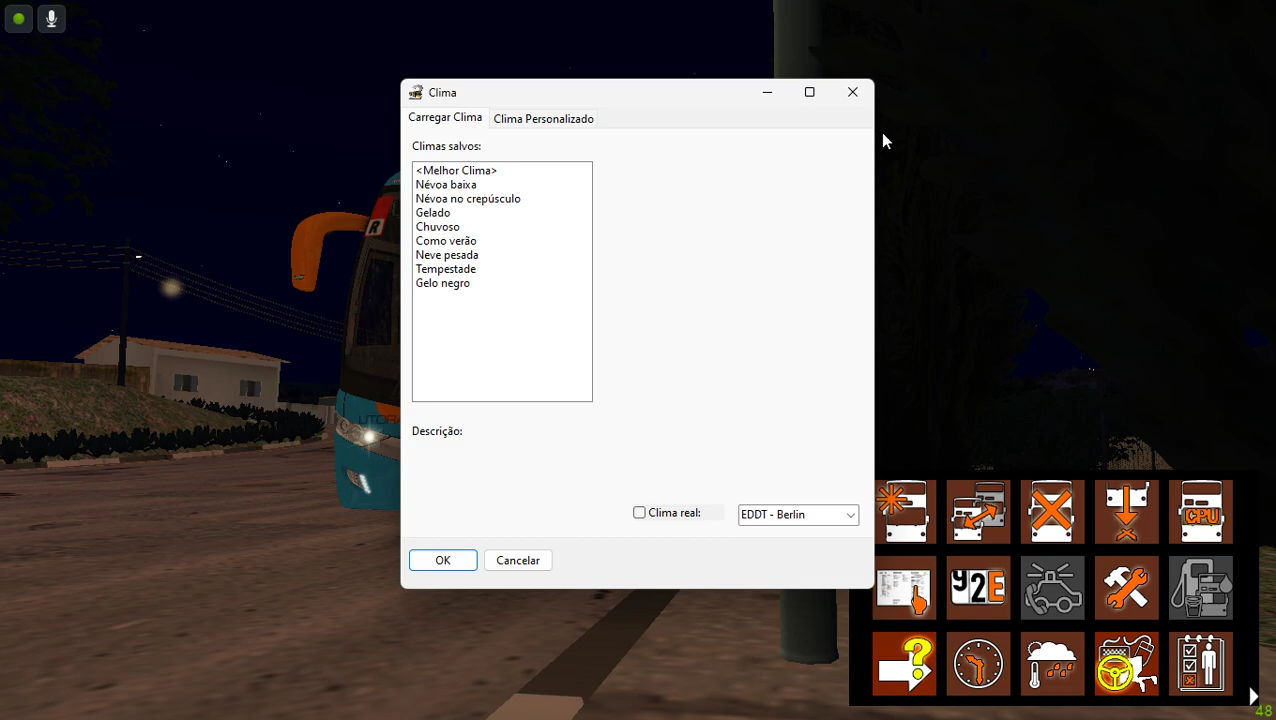 Clima
Carregar Clima
Clima Personalizado
Climas salvos:
<Melhor Clima>
Névoa baixa
Névoa no crepúsculo
Gelado
Chuvoso
Como verão
Neve pesada
Tempestade
Gelo negro
Descrição:
Clima real:
EDDT - Berlin
OK
Cancelar
R
CPU
92E
?
48